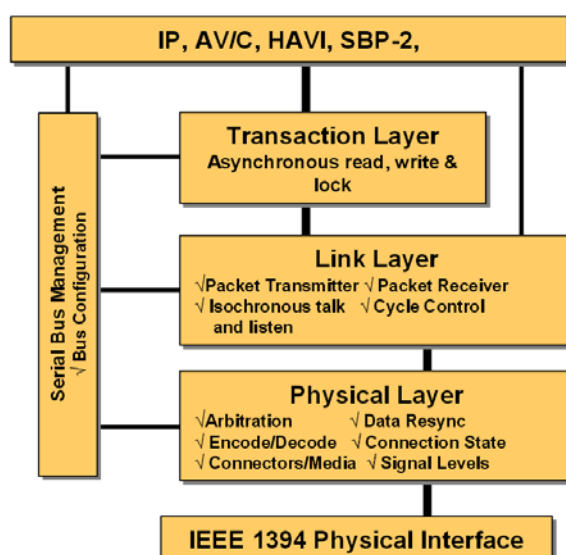 IP, AV/C, HAVI, SBP-2,
Transaction Layer
Asynchronous read, write &
lock
Serial Bus Management
√ Bus Configuration
Link Layer
√Packet Transmitter √ Packet Receiver
√ Isochronous talk √ Cycle Control
and listen
Physical Layer
√Arbitration √ Data Resync
√ Encode/Decode √ Connection State
√ Connectors/Media √ Signal Levels
IEEE 1394 Physical Interface